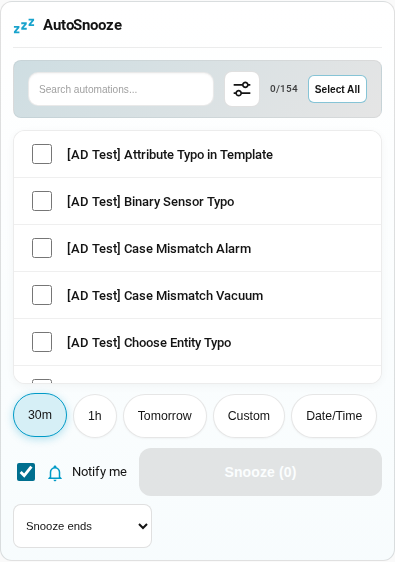 zzz AutoSnooze
Search automations... 0/154 Select All
[AD Test] Attribute Typo in Template
[AD Test] Binary Sensor Typo
[AD Test] Case Mismatch Alarm
[AD Test] Case Mismatch Vacuum
[AD Test] Choose Entity Typo
30m 1h Tomorrow Custom Date/Time
Notify me Snooze (0)
Snooze ends